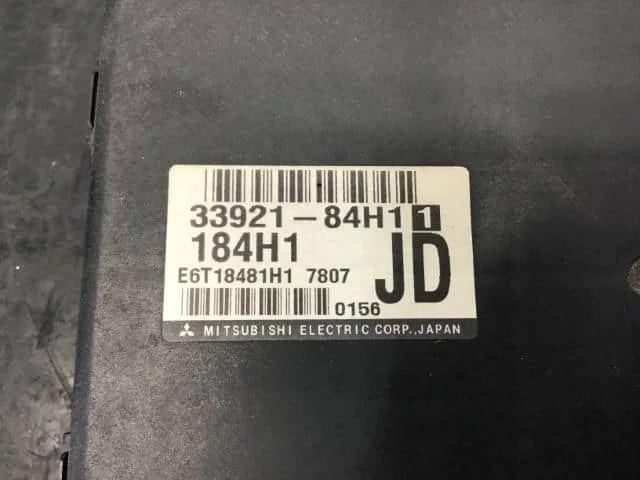 33921-84H1 1
184H1
JD
E6T18481H1 7807
0156
MITSUBISHI ELECTRIC CORP., JAPAN